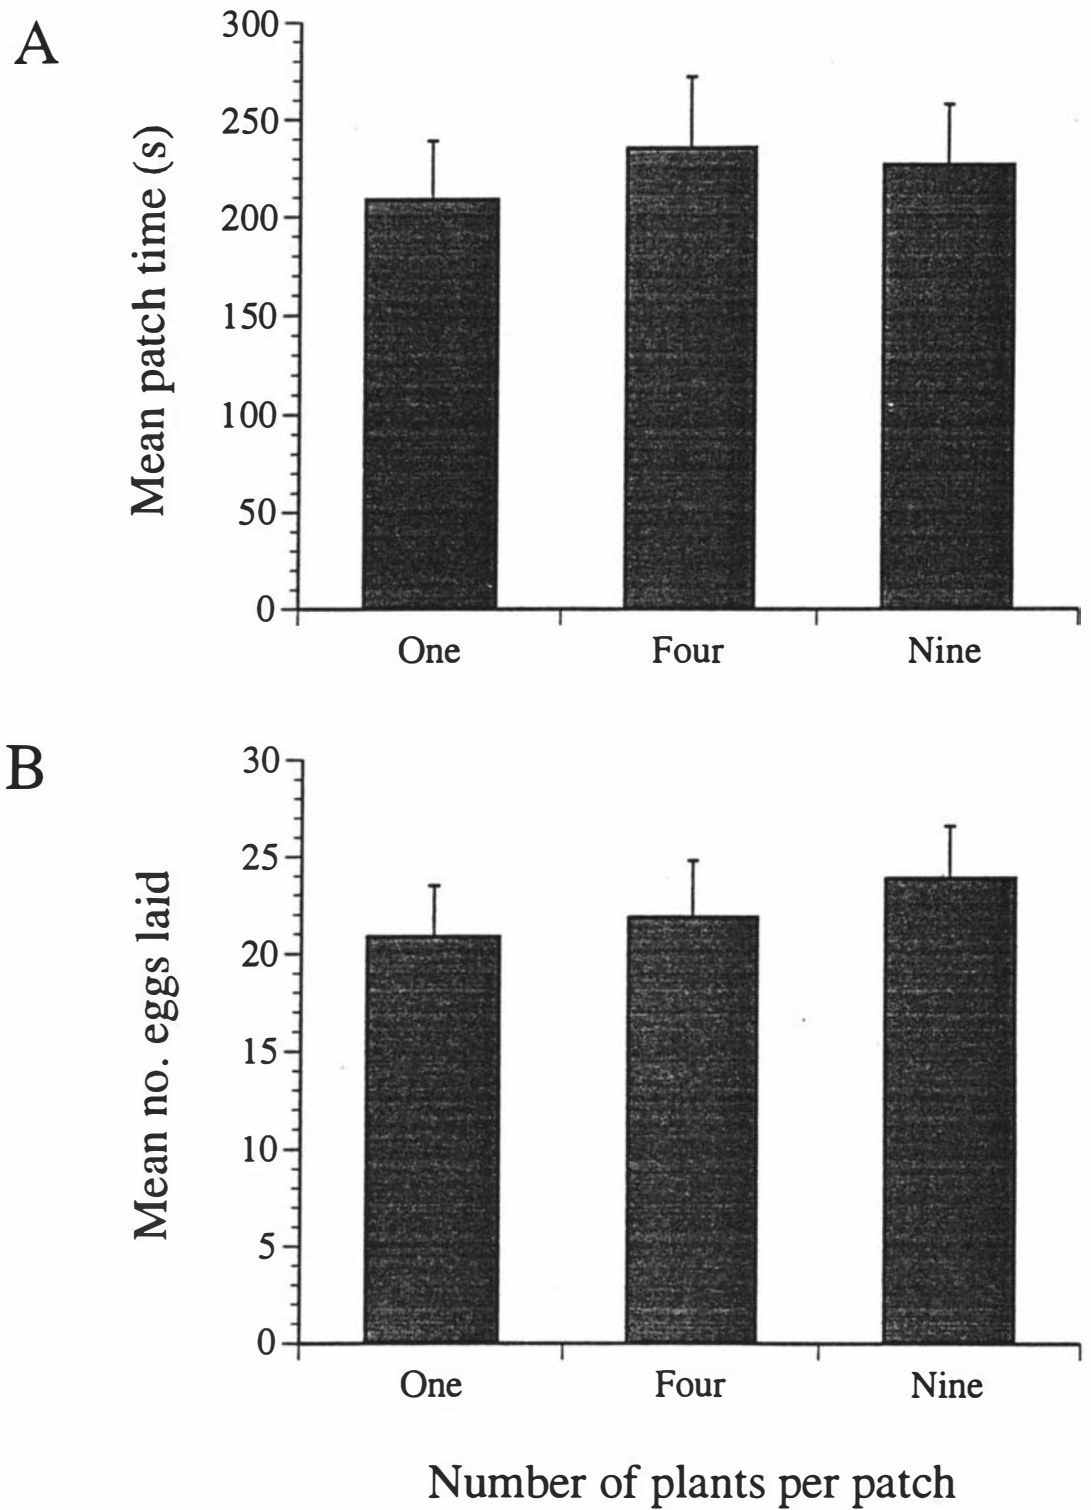 A
Mean patch time (s)
300
250
200
150
100
50
0
One Four Nine
B
Mean no. eggs laid
30
25
20
15
10
5
0
One Four Nine
Number of plants per patch